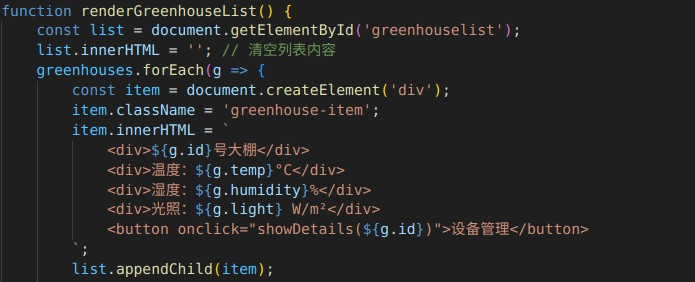 function renderGreenhouseList() {
    const list = document.getElementById('greenhouselist');
    list.innerHTML = ''; // 清空列表内容
    greenhouses.forEach(g => {
        const item = document.createElement('div');
        item.className = 'greenhouse-item';
        item.innerHTML = `
            <div>${g.id}号大棚</div>
            <div>温度: ${g.temp}°C</div>
            <div>湿度: ${g.humidity}%</div>
            <div>光照: ${g.light} W/m²</div>
            <button onclick="showDetails(${g.id})">设备管理</button>
        `;
        list.appendChild(item);